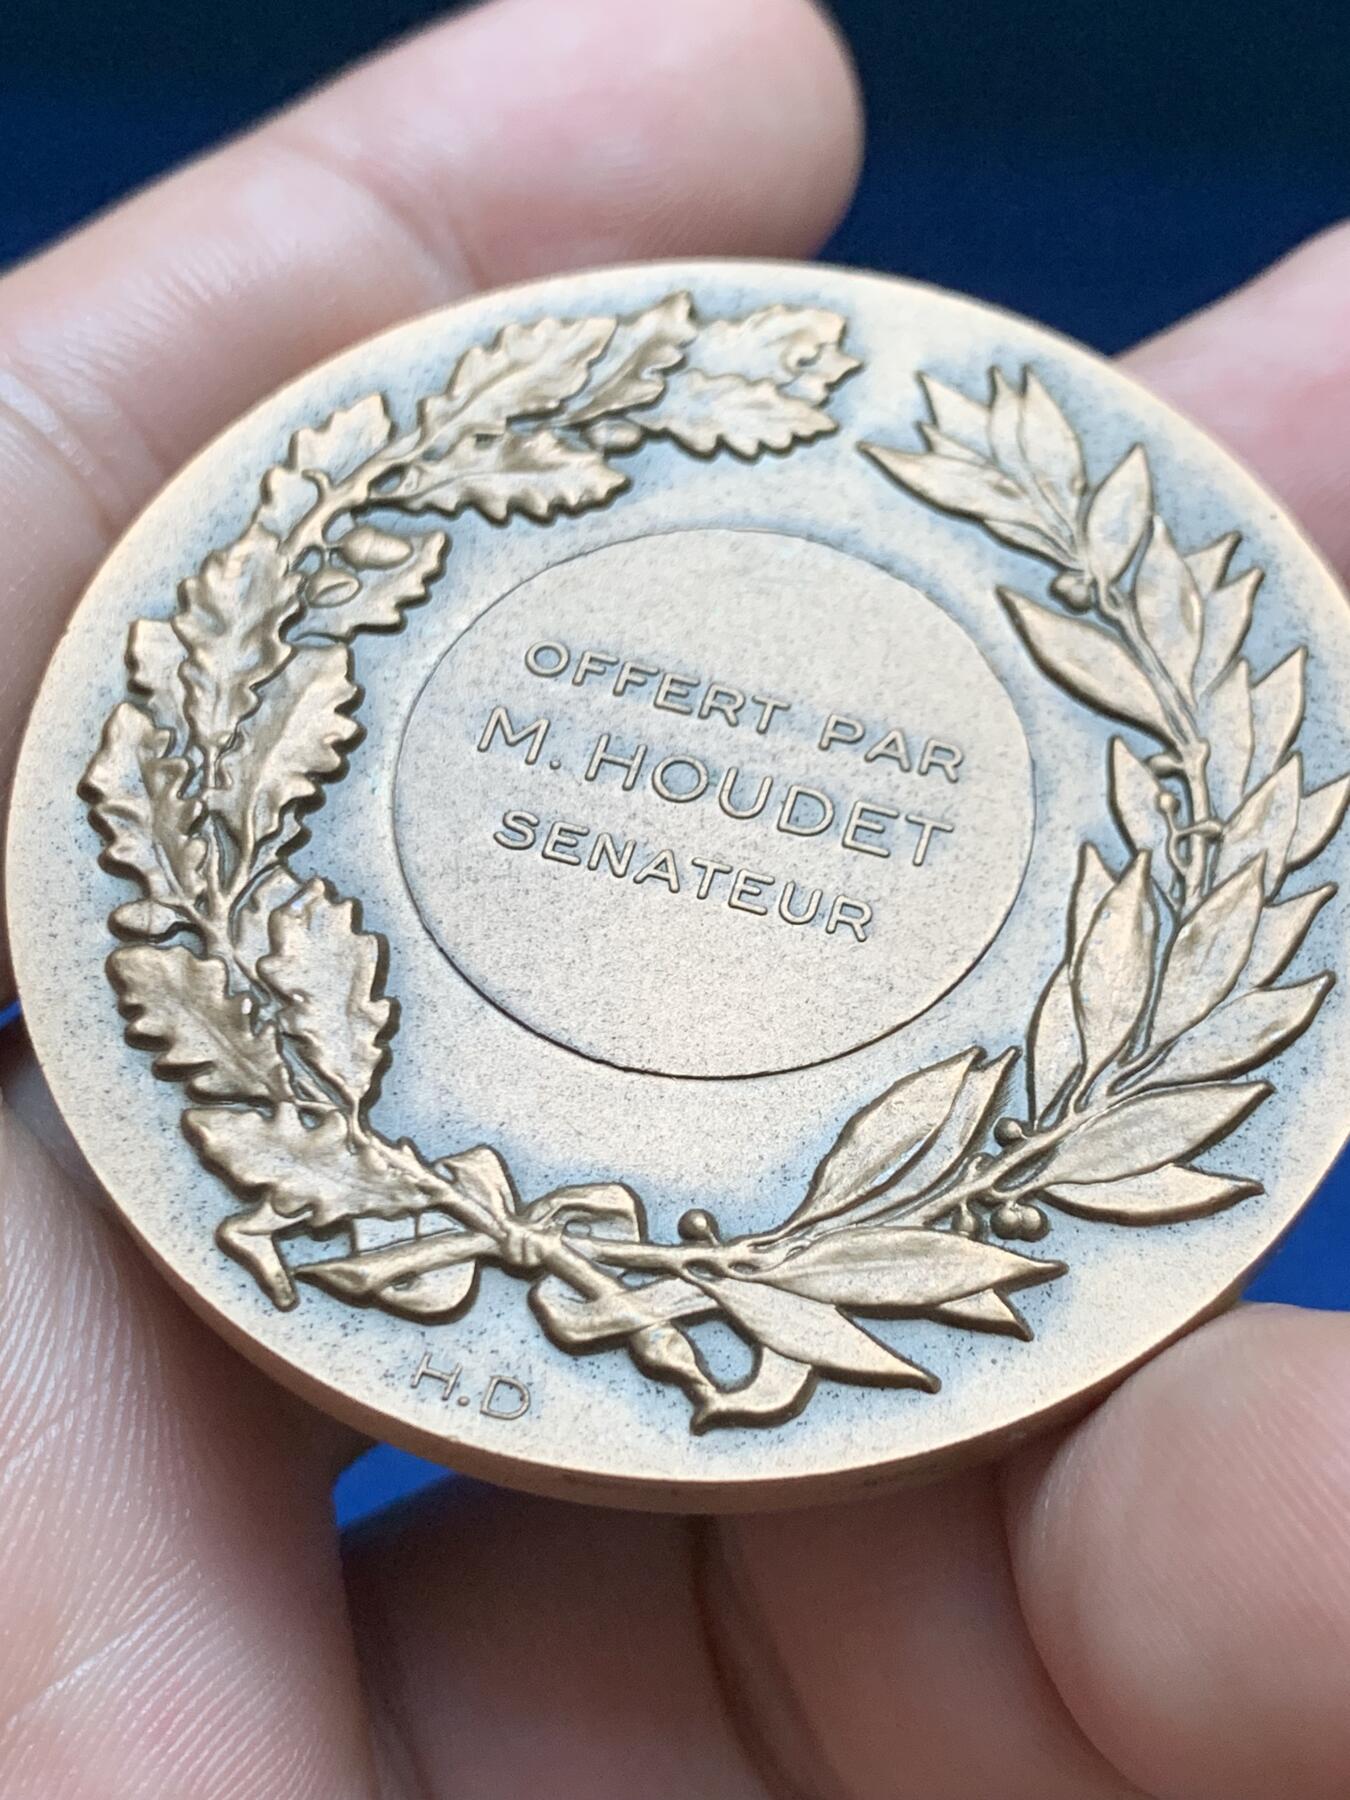 OFFERT PAR
M. HOUDET
SENATEUR
H.D